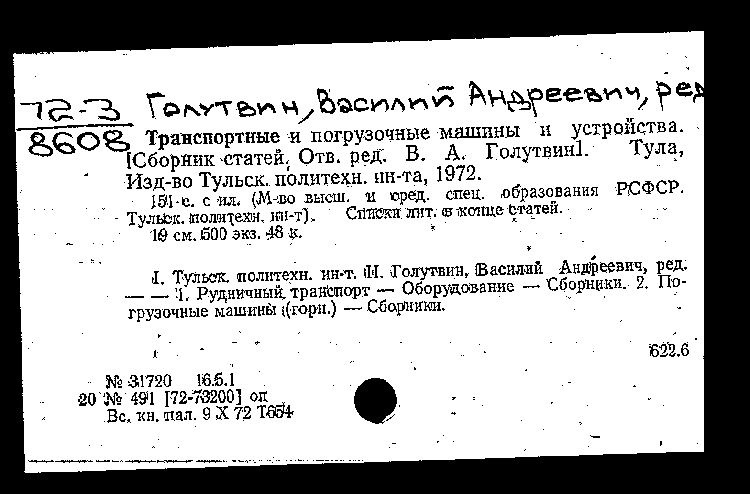 72-3 Голутвин, Василий Андреевич, ред
8608
Транспортные и погрузочные машины и устройства.
[Сборник статей. Отв. ред. В. А. Голутвин]. Тула,
Изд-во Тульск. политехн. ин-та, 1972.
151 с. с ил. (М-во высш. и сред. спец. образования РСФСР.
Тульск. политехн. ин-т). Списки лит. в конце статей.
19 см. 500 экз. 48 к.
I. Тульск. политехн. ин-т. II. Голутвин, Василий Андреевич, ред.
— — 1. Рудничный транспорт — Оборудование — Сборники. 2. По-
грузочные машины (горн.) — Сборники.
622.6
№ 31720 16.5.1
20 № 491 [72-73200] оп
Вс. кн. пал. 9 X 72 Т654